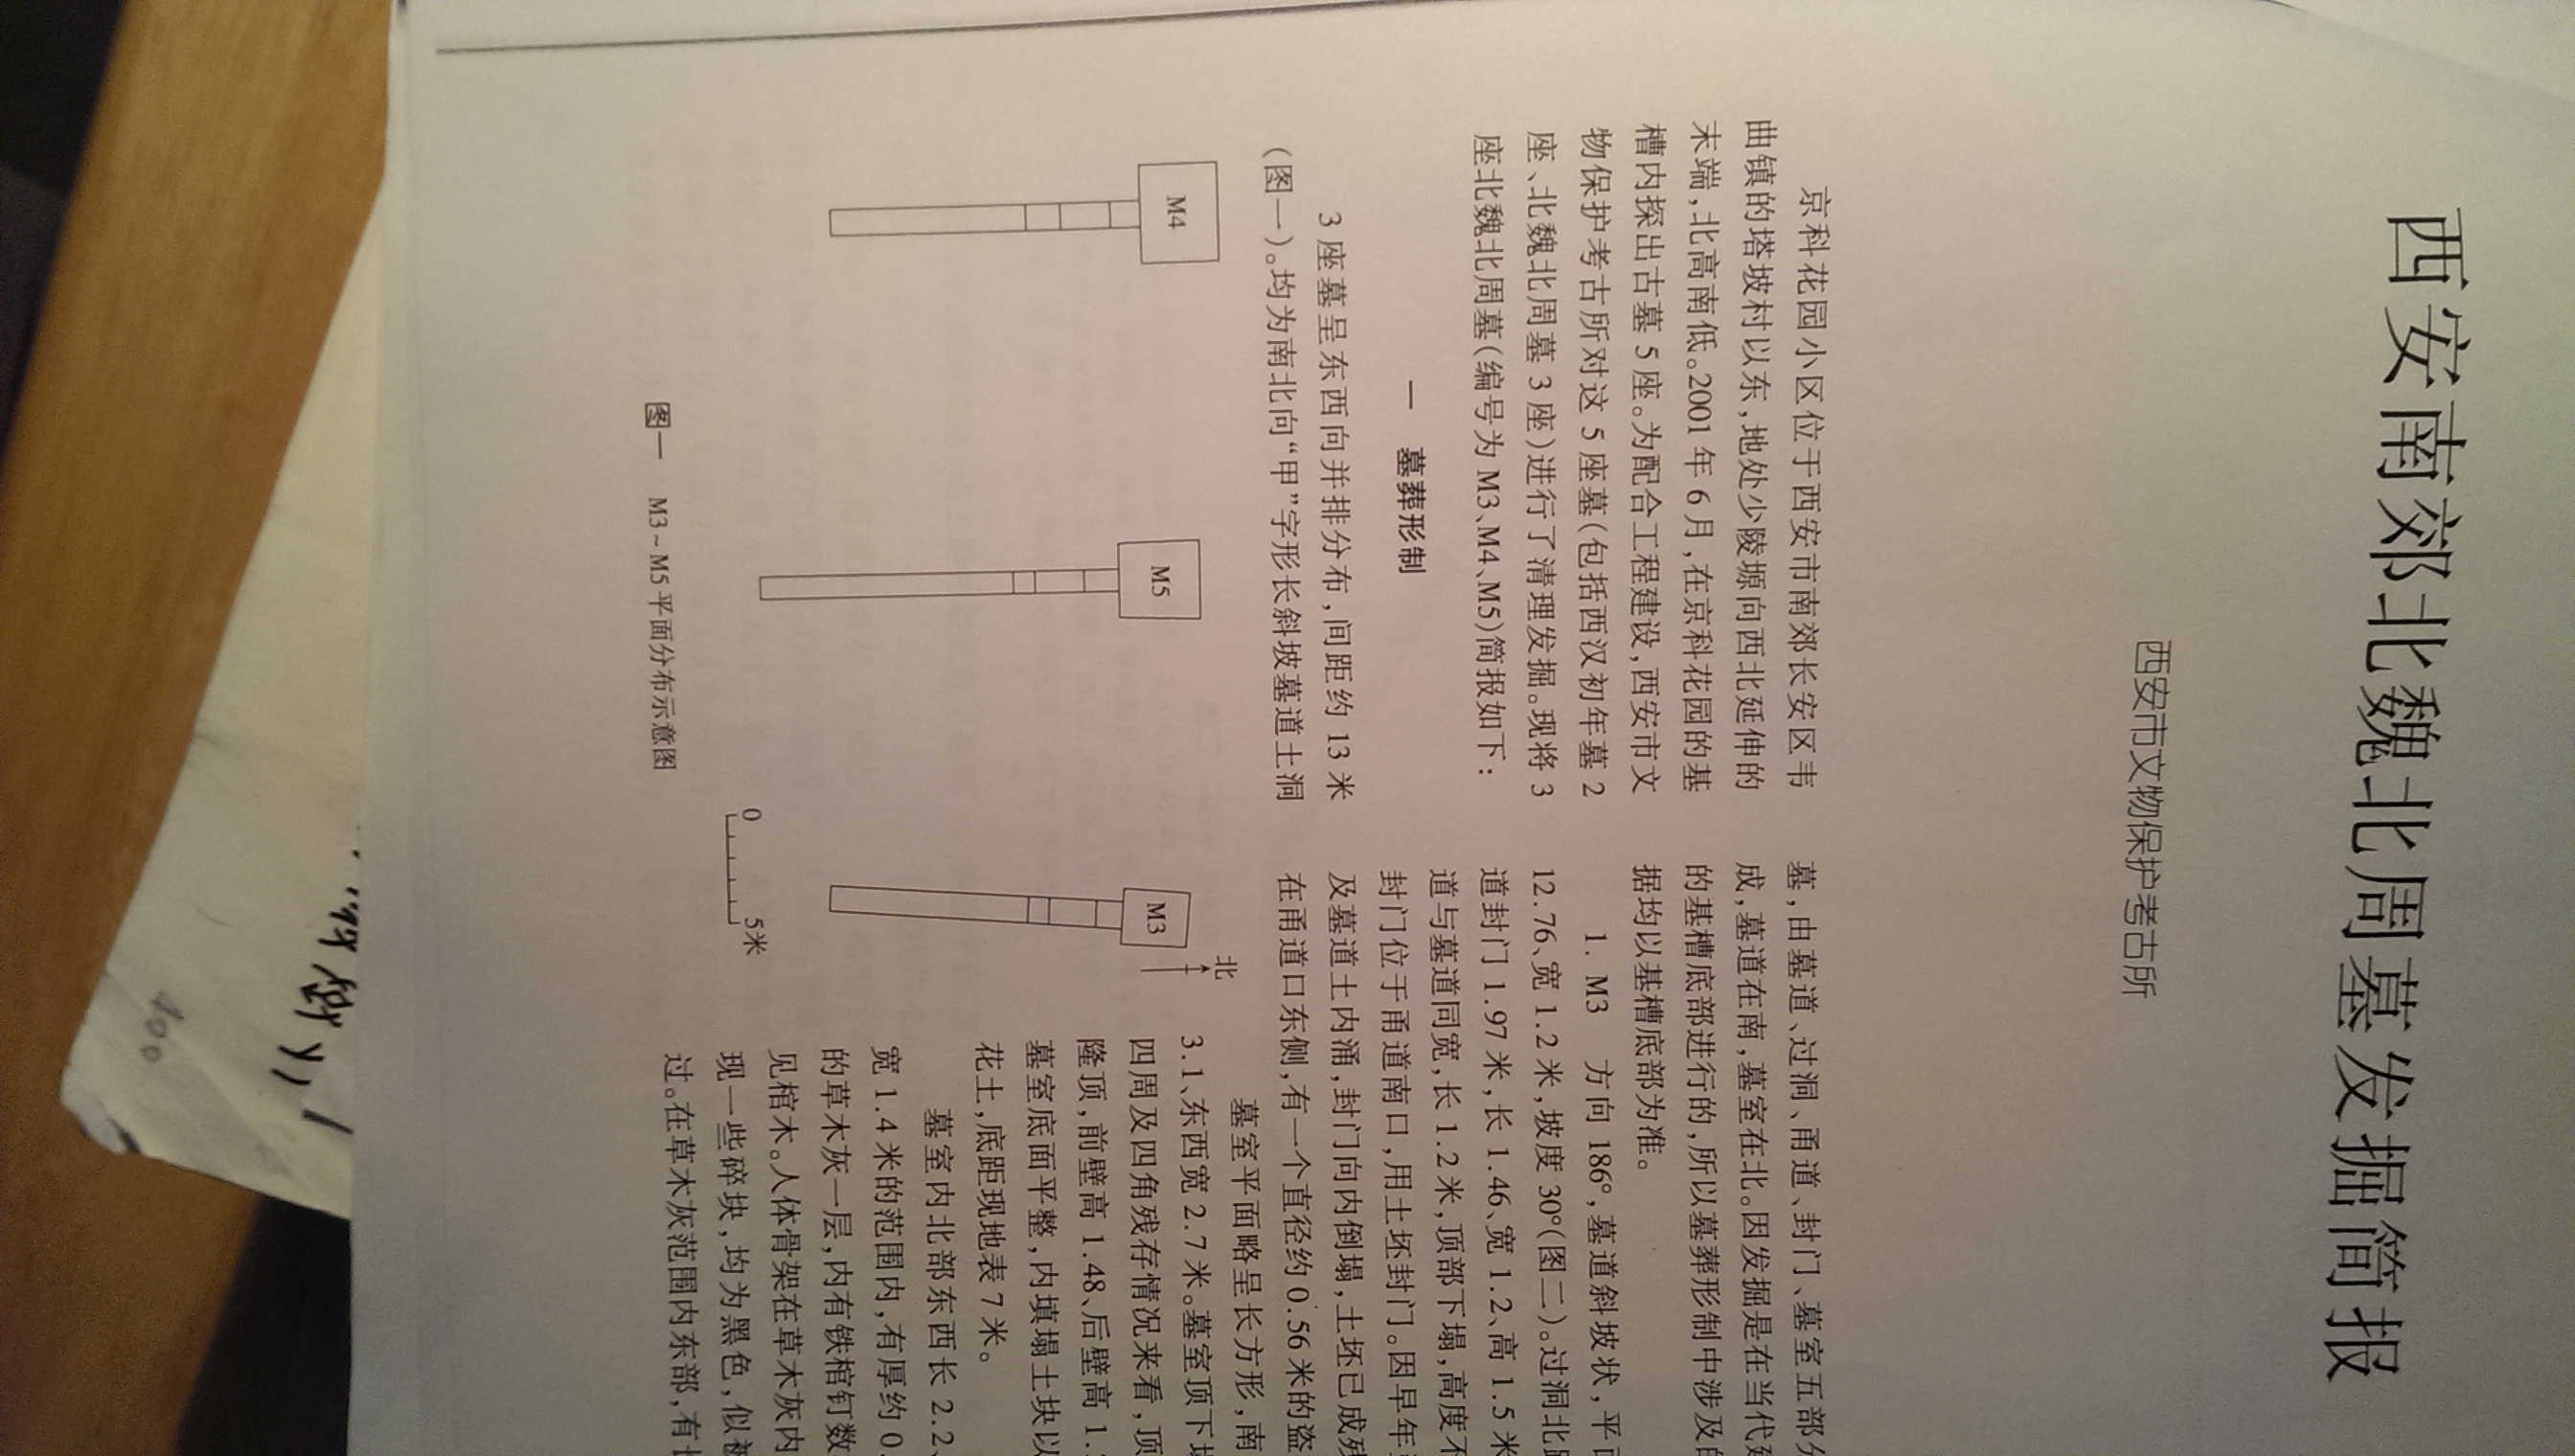 西安南郊北魏北周墓发掘简报
西安市文物保护考古所
京科花园小区位于西安市南郊长安区韦
曲镇的塔坡村以东，地处少陵塬向西北延伸的
末端，北高南低。2001年6月，在京科花园的基
槽内探出古墓5座。为配合工程建设，西安市文
物保护考古所对这5座墓（包括西汉初年墓2
座、北魏北周墓3座）进行了清理发掘。现将3
座北魏北周墓（编号为M3、M4、M5）简报如下：
一 墓葬形制
3座墓呈东西向并排分布，间距约13米
（图一）。均为南北向“甲”字形长斜坡墓道土洞
M4
M5
M3
北
0 5米
图一 M3～M5平面分布示意图
墓，由墓道、过洞、甬道、封门、墓室五部分
成，墓道在南，墓室在北。因发掘是在当代建
的基槽底部进行的，所以墓葬形制中涉及的
据均以基槽底部为准。
1. M3 方向186°，墓道斜坡状，平面
12.76、宽1.2米，坡度30°（图二）。过洞北距
道封门1.97米，长1.46、宽1.2、高1.5米
道与墓道同宽，长1.2米，顶部下塌，高度不
封门位于甬道南口，用土坯封门。因早年
及墓道土内涌，封门向内倒塌，土坯已成残
在甬道口东侧，有一个直径约0.56米的盗
墓室平面略呈长方形，南
3.1、东西宽2.7米。墓室顶下塌
四周及四角残存情况来看，顶
隆顶，前壁高1.48、后壁高1.
墓室底面平整，内填塌土块以
花土，底距现地表7米。
墓室内北部东西长2.2、
宽1.4米的范围内，有厚约0.
的草木灰一层，内有铁棺钉数
见棺木。人体骨架在草木灰内
现一些碎块，均为黑色，似被
过。在草木灰范围内东部，有